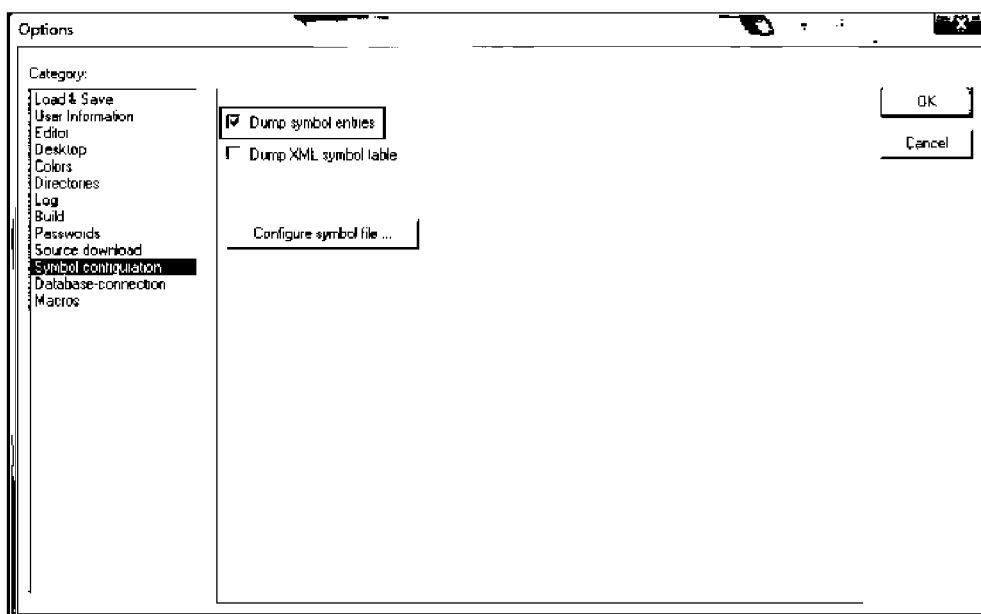 Options
Category:
Load & Save
User Information
Editor
Desktop
Colors
Directories
Log
Build
Passwords
Source download
Symbol configuration
Database-connection
Macros
Dump symbol entries
Dump XML symbol table
Configure symbol file ...
OK
Cancel